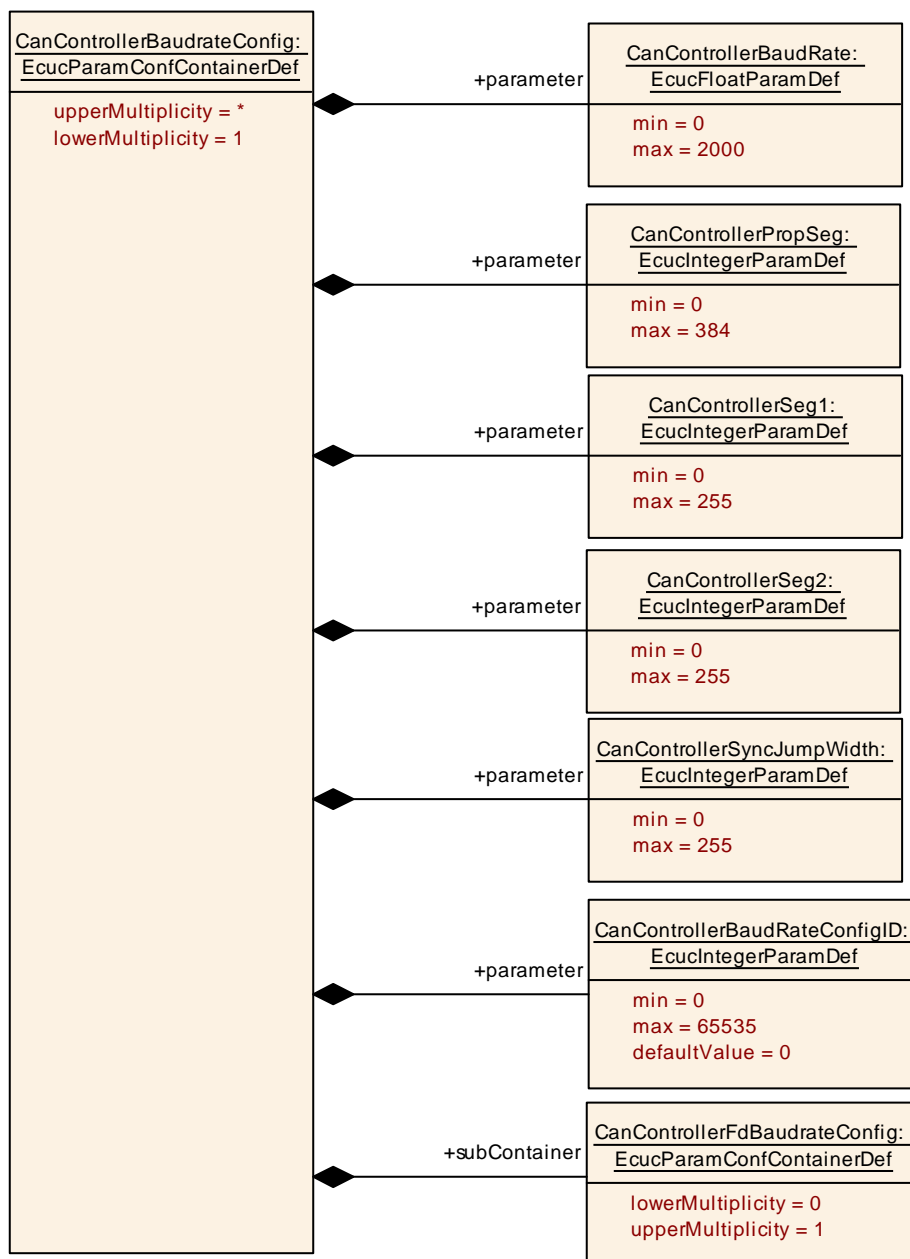 CanControllerBaudrateConfig:
EcucParamConfContainerDef
upperMultiplicity = *
lowerMultiplicity = 1
+parameter
CanControllerBaudRate:
EcucFloatParamDef
min = 0
max = 2000
+parameter
CanControllerPropSeg:
EcucIntegerParamDef
min = 0
max = 384
+parameter
CanControllerSeg1:
EcucIntegerParamDef
min = 0
max = 255
+parameter
CanControllerSeg2:
EcucIntegerParamDef
min = 0
max = 255
+parameter
CanControllerSyncJumpWidth:
EcucIntegerParamDef
min = 0
max = 255
+parameter
CanControllerBaudRateConfigID:
EcucIntegerParamDef
min = 0
max = 65535
defaultValue = 0
+subContainer
CanControllerFdBaudrateConfig:
EcucParamConfContainerDef
lowerMultiplicity = 0
upperMultiplicity = 1